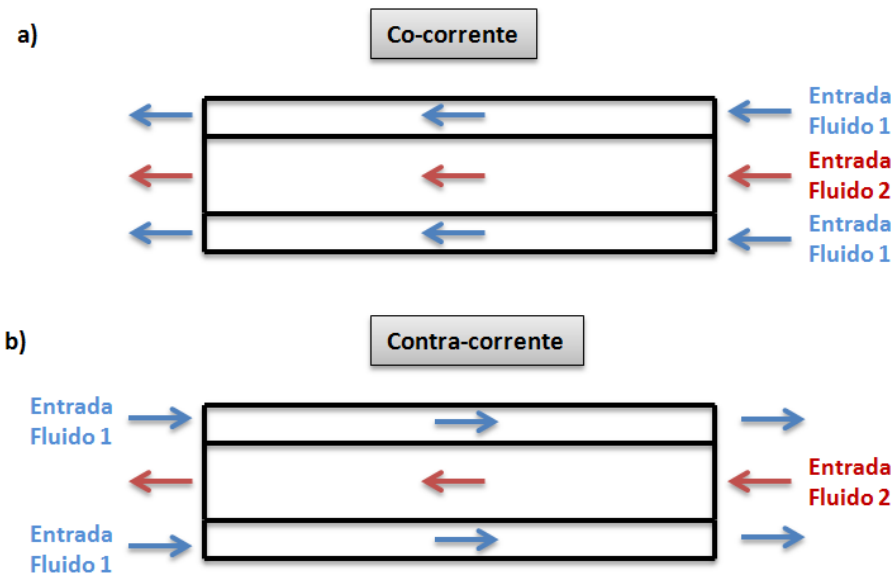 a)
Co-corrente
Entrada
Fluido 1
Entrada
Fluido 2
Entrada
Fluido 1
b)
Contra-corrente
Entrada
Fluido 1
Entrada
Fluido 2
Entrada
Fluido 1